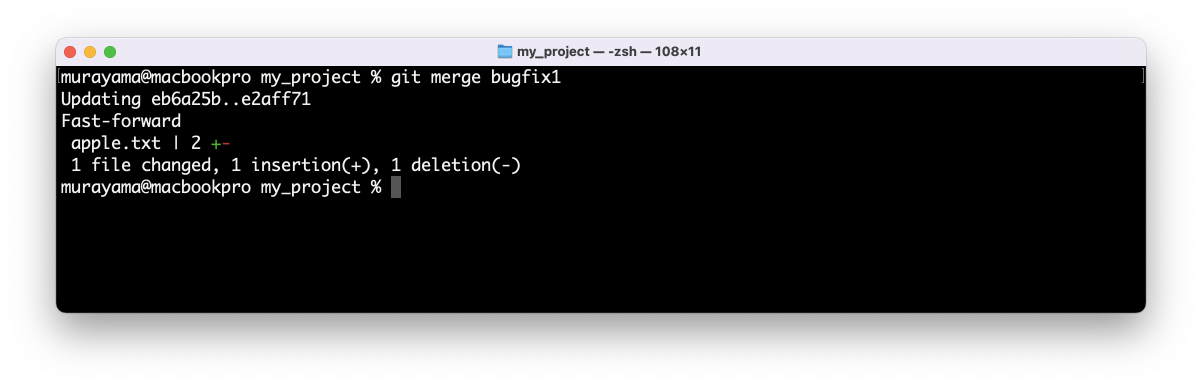 my_project — -zsh — 108×11
murayama@macbookpro my_project % git merge bugfix1
Updating eb6a25b..e2aff71
Fast-forward
 apple.txt | 2 +-
 1 file changed, 1 insertion(+), 1 deletion(-)
murayama@macbookpro my_project %